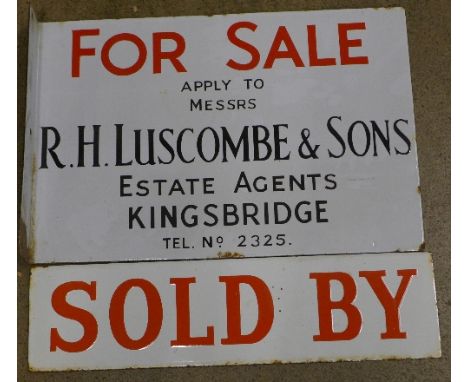 FOR SALE
APPLY TO
MESSRS
R.H. LUSCOMBE & SONS
ESTATE AGENTS
KINGSBRIDGE
TEL. No 2325.
SOLD BY